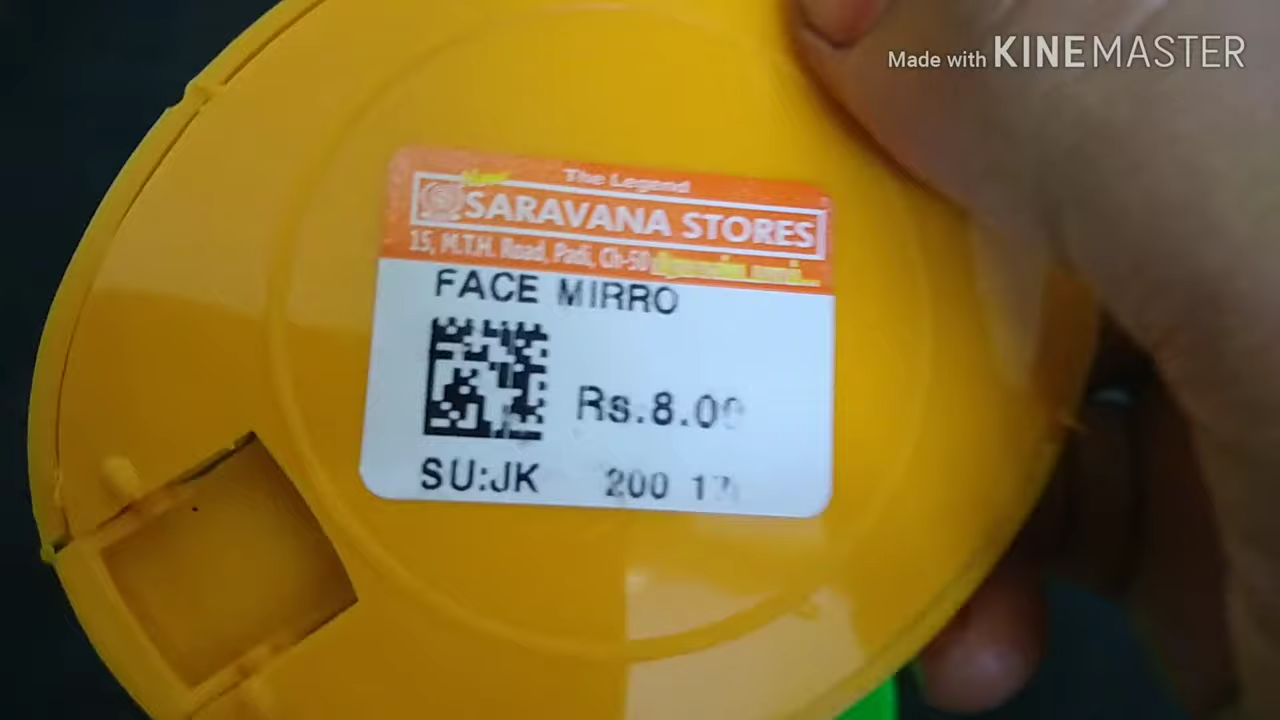 Made with KINEMASTER
The Legend
New
SARAVANA STORES
15, M.T.H. Road, Padi, Ch-50
FACE MIRRO
Rs.8.00
SU:JK 200